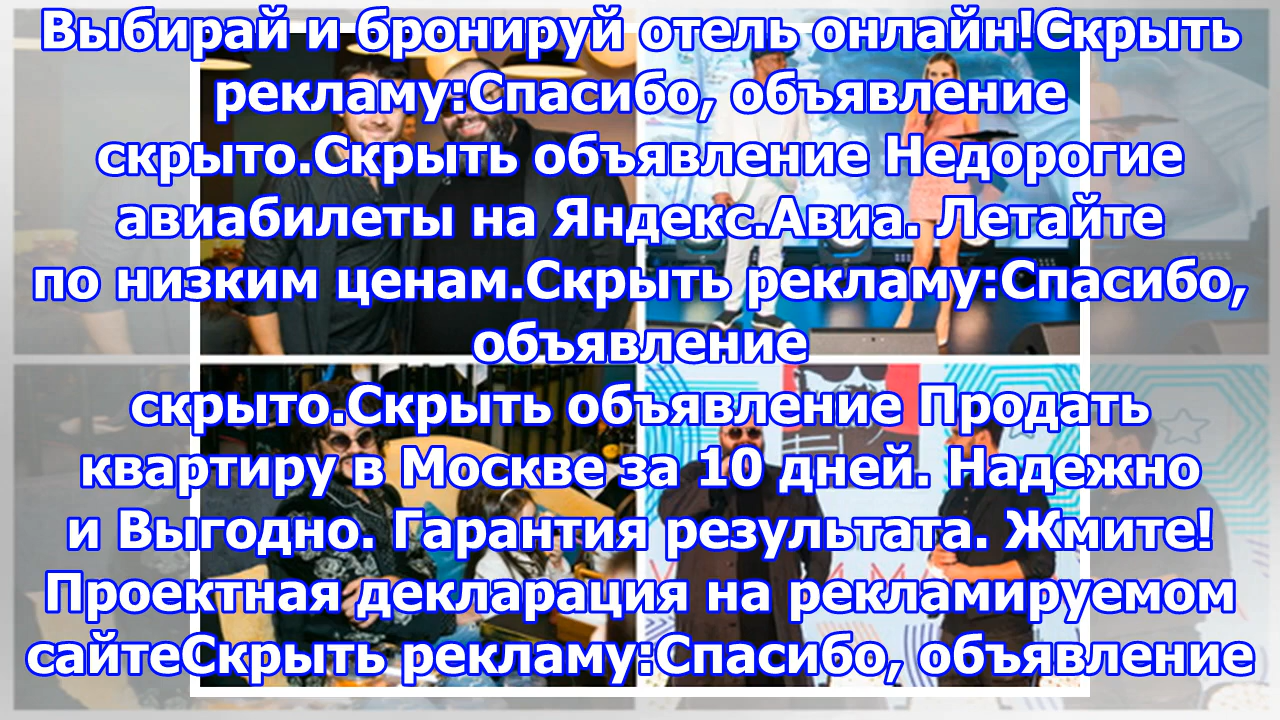 Выбирай и бронируй отель онлайн!Скрыть
рекламу:Спасибо, объявление
скрыто.Скрыть объявление Недорогие
авиабилеты на Яндекс.Авиа. Летайте
по низким ценам.Скрыть рекламу:Спасибо,
объявление
скрыто.Скрыть объявление Продать
квартиру в Москве за 10 дней. Надежно
и Выгодно. Гарантия результата. Жмите!
Проектная декларация на рекламируемом
сайтеСкрыть рекламу:Спасибо, объявление